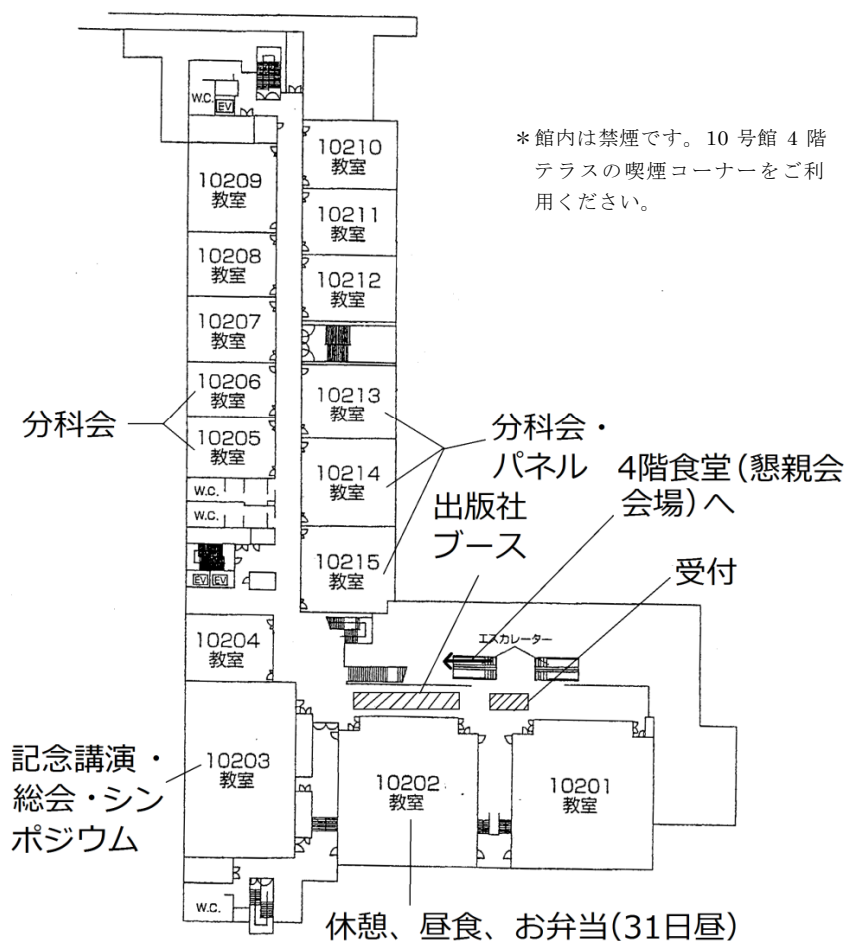 W.C.
EV
＊館内は禁煙です。10 号館 4 階
テラスの喫煙コーナーをご利
用ください。
10210
教室
10209
教室
10211
教室
10208
教室
10212
教室
10207
教室
10206
教室
10213
教室
分科会
10205
教室
分科会・
パネル
10214
教室
4階食堂（懇親会
会場）へ
W.C.
W.C.
出版社
ブース
10215
教室
受付
EV EV
10204
教室
エスカレーター
記念講演・
総会・シン
ポジウム
10203
教室
10202
教室
10201
教室
W.C.
休憩、昼食、お弁当(31日昼)